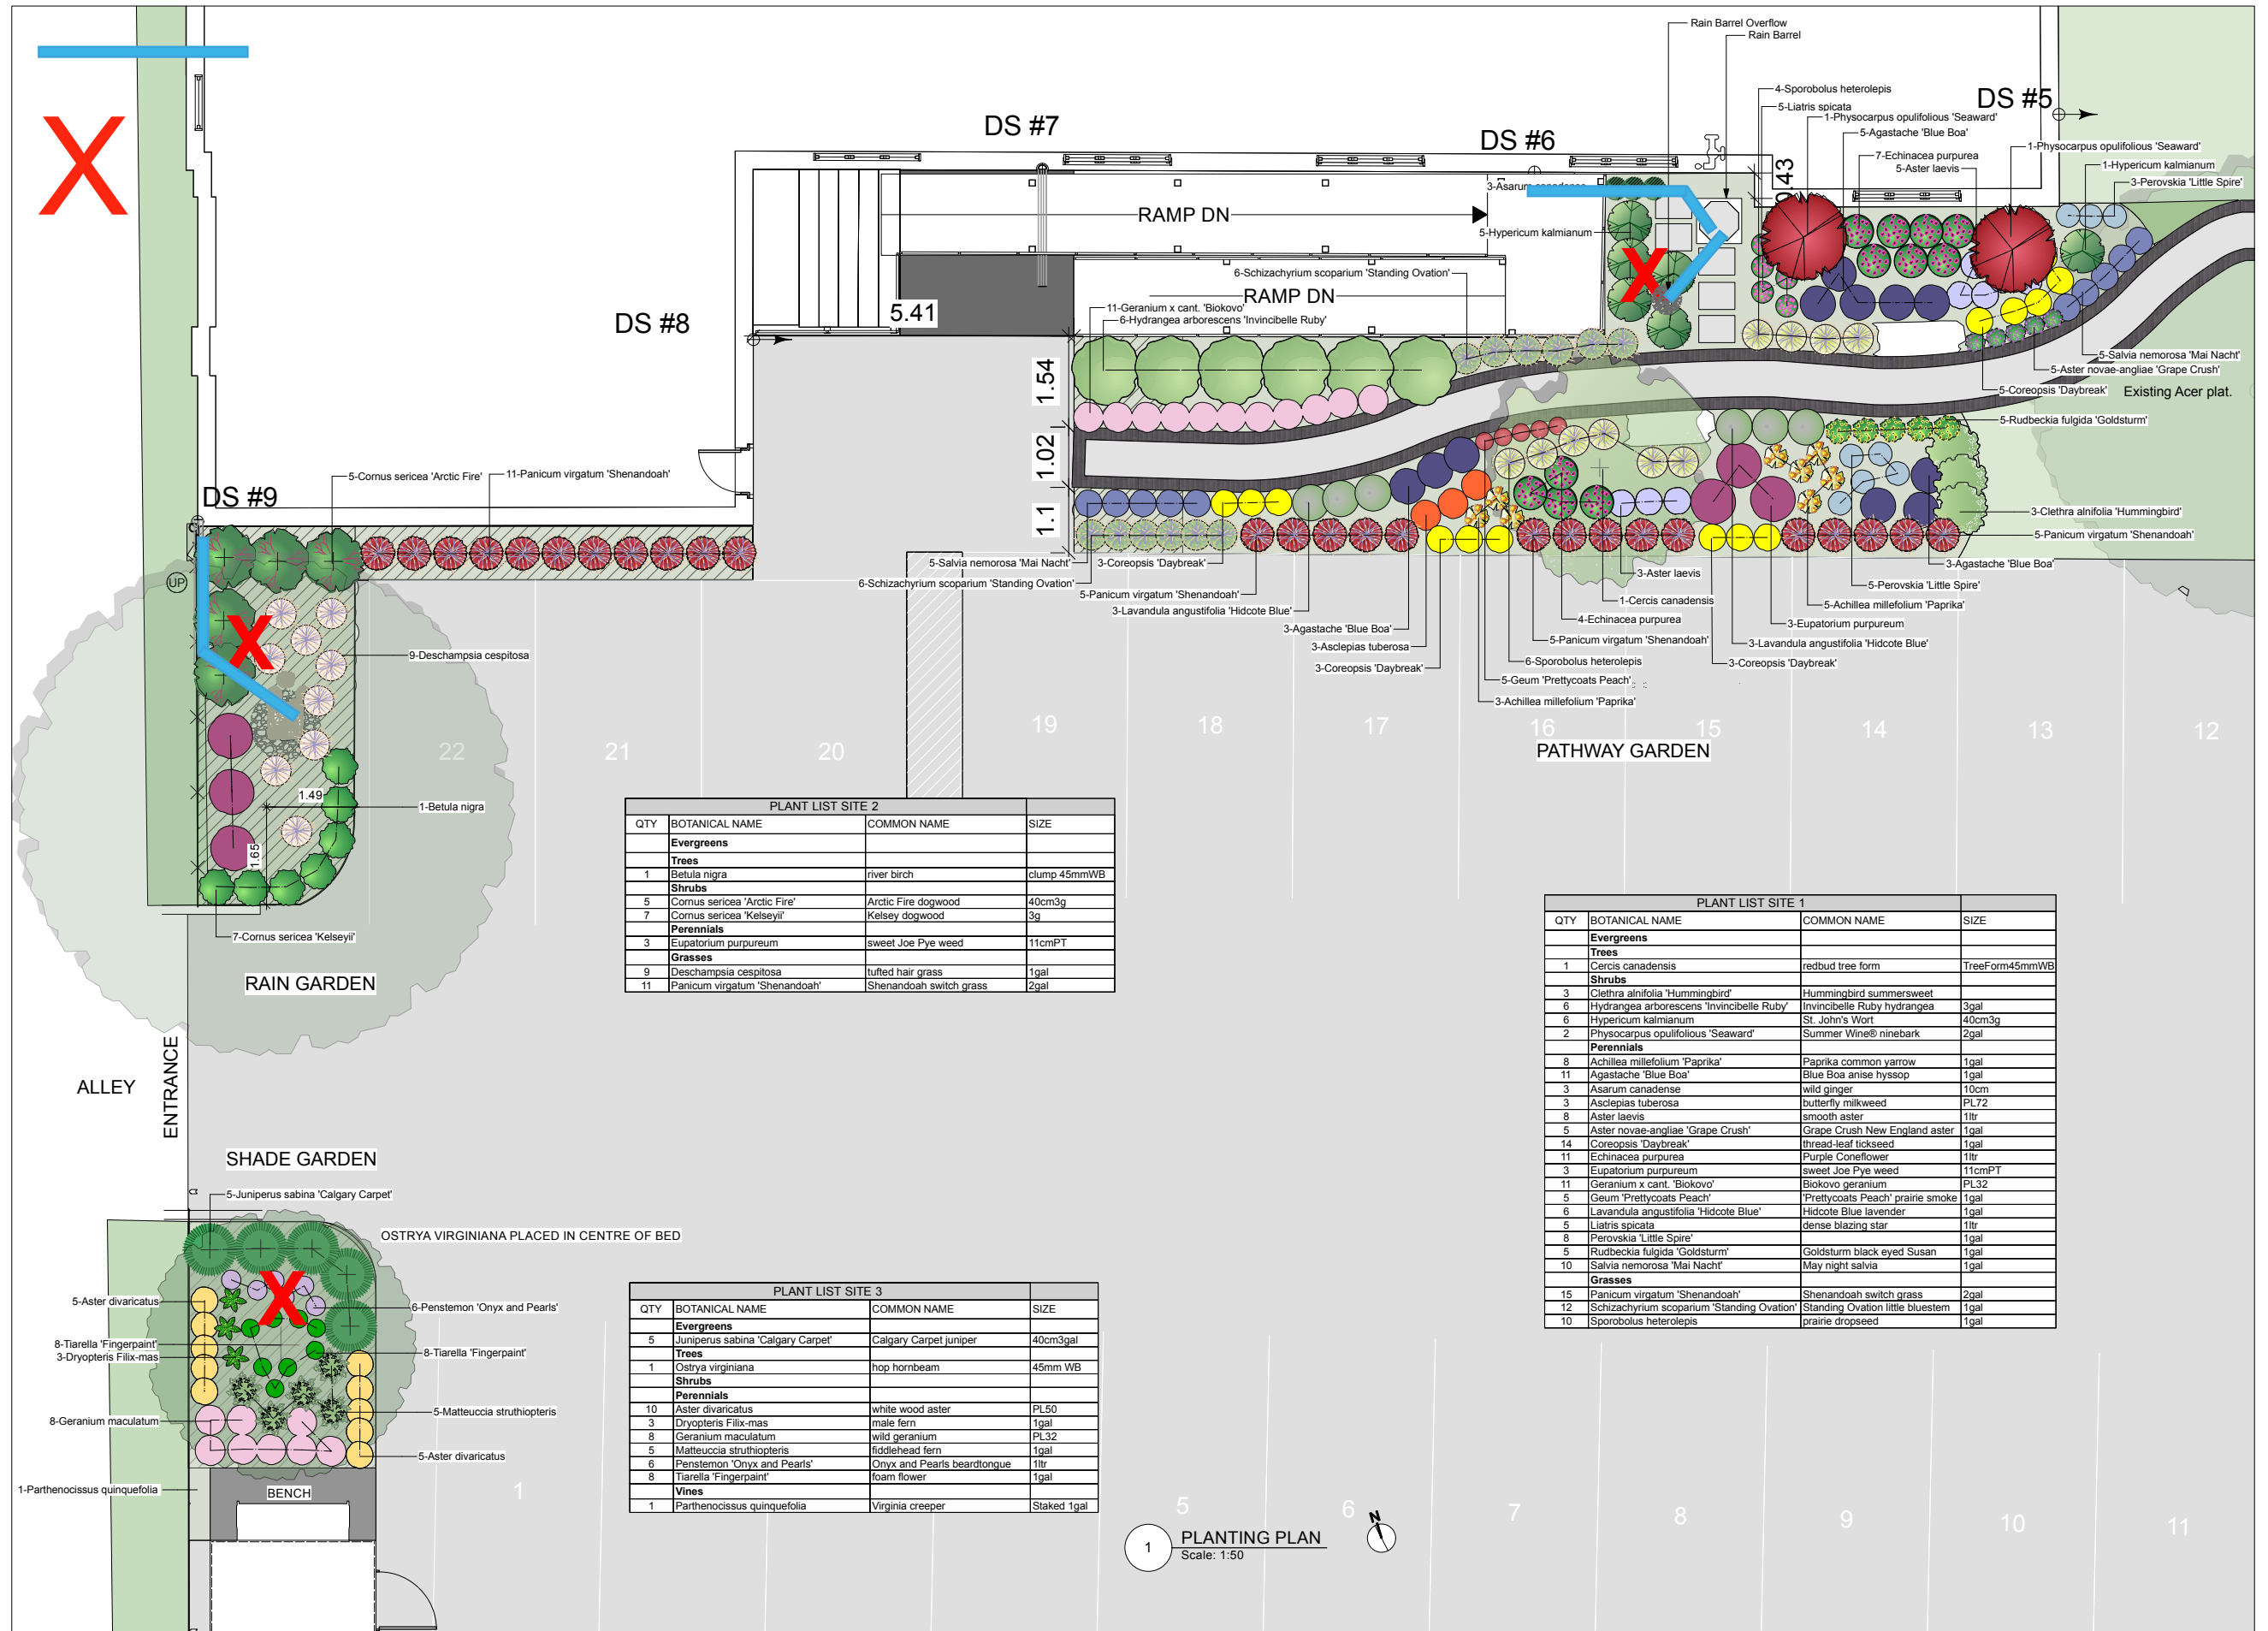 Rain Barrel Overflow
Rain Barrel
X
DS #7
DS #6
DS #5
4-Sporobolus heterolepis
5-Liatris spicata
1-Physocarpus opulifolious 'Seaward'
5-Agastache 'Blue Boa'
7-Echinacea purpurea
5-Aster laevis
1-Physocarpus opulifolious 'Seaward'
1-Hypericum kalmianum
3-Perovskia 'Little Spire'
0.43
3-Asarum canadense
5-Hypericum kalmianum
RAMP DN
6-Schizachyrium scoparium 'Standing Ovation'
RAMP DN
11-Geranium x cant. 'Biokovo'
6-Hydrangea arborescens 'Invincibelle Ruby'
5.41
DS #8
X
5-Salvia nemorosa 'Mai Nacht'
5-Aster novae-angliae 'Grape Crush'
5-Coreopsis 'Daybreak'
Existing Acer plat.
5-Rudbeckia fulgida 'Goldsturm'
1.54
1.02
1.1
5-Cornus sericea 'Arctic Fire'
11-Panicum virgatum 'Shenandoah'
DS #9
UP
3-Clethra alnifolia 'Hummingbird'
5-Panicum virgatum 'Shenandoah'
3-Agastache 'Blue Boa'
5-Salvia nemorosa 'Mai Nacht'
3-Coreopsis 'Daybreak'
6-Schizachyrium scoparium 'Standing Ovation'
5-Panicum virgatum 'Shenandoah'
3-Lavandula angustifolia 'Hidcote Blue'
3-Agastache 'Blue Boa'
3-Asclepias tuberosa
3-Coreopsis 'Daybreak'
3-Aster laevis
5-Perovskia 'Little Spire'
1-Cercis canadensis
5-Achillea millefolium 'Paprika'
4-Echinacea purpurea
3-Eupatorium purpureum
5-Panicum virgatum 'Shenandoah'
3-Lavandula angustifolia 'Hidcote Blue'
6-Sporobolus heterolepis
3-Coreopsis 'Daybreak'
5-Geum 'Prettycoats Peach'
3-Achillea millefolium 'Paprika'
X
9-Deschampsia cespitosa
22
21
20
19
18
17
16
15
14
13
12
PATHWAY GARDEN
1.49
1-Betula nigra
1.65
7-Cornus sericea 'Kelseyii'
RAIN GARDEN
PLANT LIST SITE 2
QTY BOTANICAL NAME COMMON NAME SIZE
Evergreens
Trees
1 Betula nigra river birch clump 45mmWB
Shrubs
5 Cornus sericea 'Arctic Fire' Arctic Fire dogwood 40cm3g
7 Cornus sericea 'Kelseyii' Kelsey dogwood 3g
Perennials
3 Eupatorium purpureum sweet Joe Pye weed 11cmPT
Grasses
9 Deschampsia cespitosa tufted hair grass 1gal
11 Panicum virgatum 'Shenandoah' Shenandoah switch grass 2gal
PLANT LIST SITE 1
QTY BOTANICAL NAME COMMON NAME SIZE
Evergreens
Trees
1 Cercis canadensis redbud tree form TreeForm45mmWB
Shrubs
3 Clethra alnifolia 'Hummingbird' Hummingbird summersweet
6 Hydrangea arborescens 'Invincibelle Ruby' Invincibelle Ruby hydrangea 3gal
6 Hypericum kalmianum St. John's Wort 40cm3g
2 Physocarpus opulifolious 'Seaward' Summer Wine® ninebark 2gal
Perennials
8 Achillea millefolium 'Paprika' Paprika common yarrow 1gal
11 Agastache 'Blue Boa' Blue Boa anise hyssop 1gal
3 Asarum canadense wild ginger 10cm
3 Asclepias tuberosa butterfly milkweed PL72
8 Aster laevis smooth aster 1ltr
5 Aster novae-angliae 'Grape Crush' Grape Crush New England aster 1gal
14 Coreopsis 'Daybreak' thread-leaf tickseed 1gal
11 Echinacea purpurea Purple Coneflower 1ltr
3 Eupatorium purpureum sweet Joe Pye weed 11cmPT
11 Geranium x cant. 'Biokovo' Biokovo geranium PL32
5 Geum 'Prettycoats Peach' 'Prettycoats Peach' prairie smoke 1gal
6 Lavandula angustifolia 'Hidcote Blue' Hidcote Blue lavender 1gal
5 Liatris spicata dense blazing star 1ltr
8 Perovskia 'Little Spire' 1gal
5 Rudbeckia fulgida 'Goldsturm' Goldsturm black eyed Susan 1gal
10 Salvia nemorosa 'Mai Nacht' May night salvia 1gal
Grasses
15 Panicum virgatum 'Shenandoah' Shenandoah switch grass 2gal
12 Schizachyrium scoparium 'Standing Ovation' Standing Ovation little bluestem 1gal
10 Sporobolus heterolepis prairie dropseed 1gal
ALLEY
ENTRANCE
SHADE GARDEN
5-Juniperus sabina 'Calgary Carpet'
OSTRYA VIRGINIANA PLACED IN CENTRE OF BED
X
5-Aster divaricatus
6-Penstemon 'Onyx and Pearls'
8-Tiarella 'Fingerpaint'
3-Dryopteris Filix-mas
8-Tiarella 'Fingerpaint'
8-Geranium maculatum
5-Matteuccia struthiopteris
5-Aster divaricatus
1-Parthenocissus quinquefolia
BENCH
PLANT LIST SITE 3
QTY BOTANICAL NAME COMMON NAME SIZE
Evergreens
5 Juniperus sabina 'Calgary Carpet' Calgary Carpet juniper 40cm3gal
Trees
1 Ostrya virginiana hop hornbeam 45mm WB
Shrubs
Perennials
10 Aster divaricatus white wood aster PL50
3 Dryopteris Filix-mas male fern 1gal
8 Geranium maculatum wild geranium PL32
5 Matteuccia struthiopteris fiddlehead fern 1gal
6 Penstemon 'Onyx and Pearls' Onyx and Pearls beardtongue 1ltr
8 Tiarella 'Fingerpaint' foam flower 1gal
Vines
1 Parthenocissus quinquefolia Virginia creeper Staked 1gal
1
5
6
7
8
9
10
11
1 PLANTING PLAN
Scale: 1:50
N